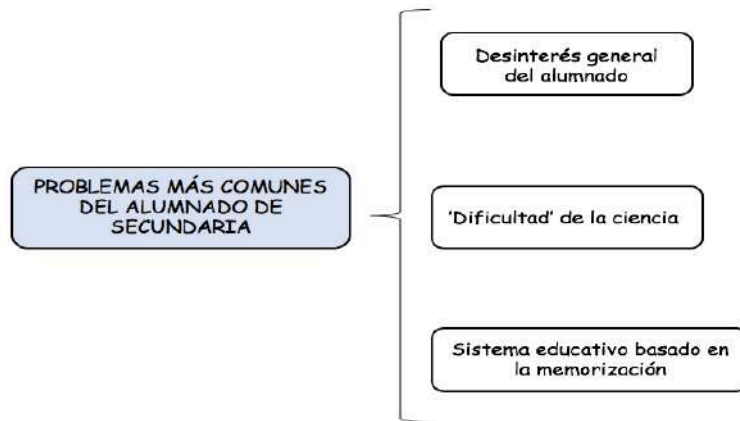 Desinterés general
del alumnado
PROBLEMAS MÁS COMUNES
DEL ALUMNADO DE
SECUNDARIA
'Dificultad' de la ciencia
Sistema educativo basado en
la memorización